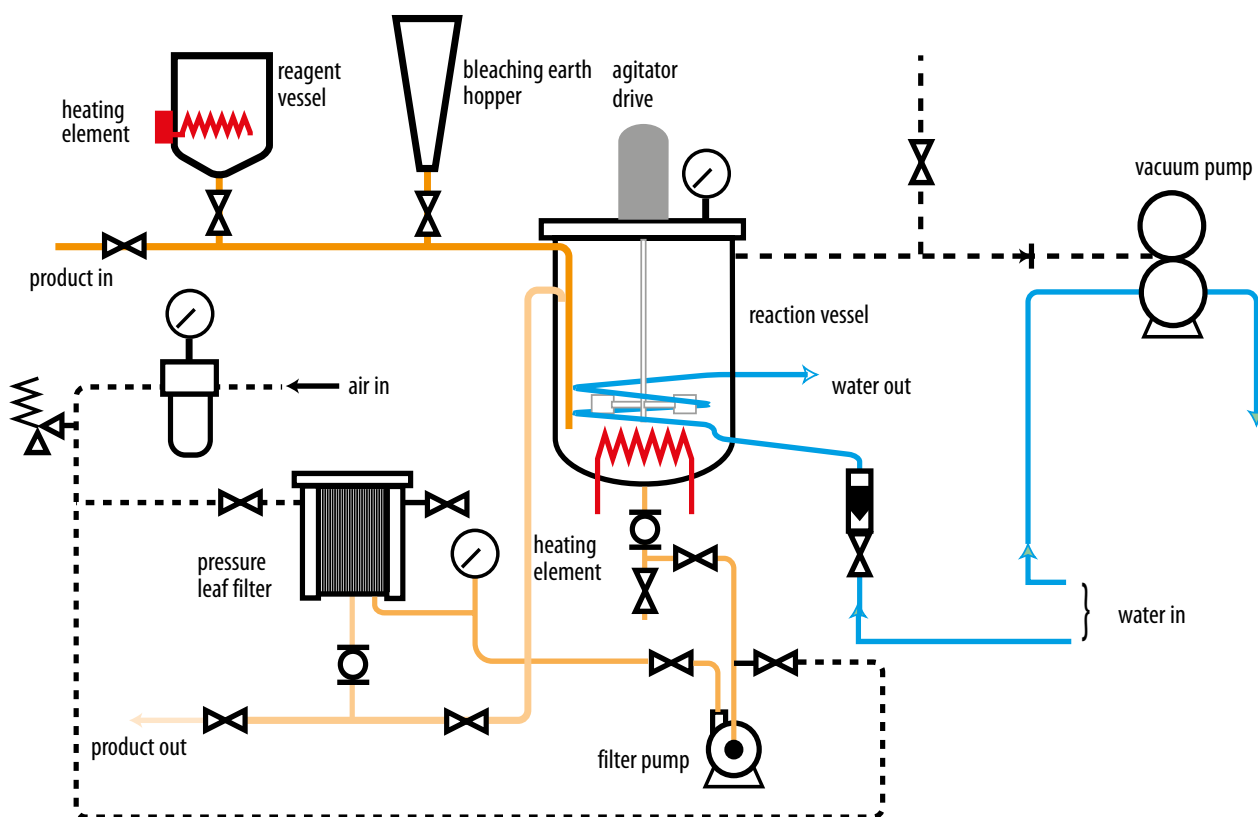 reagent
vessel
heating
element
bleaching earth
hopper
agitator
drive
vacuum pump
product in
reaction vessel
air in
water out
pressure
leaf filter
heating
element
water in
product out
filter pump